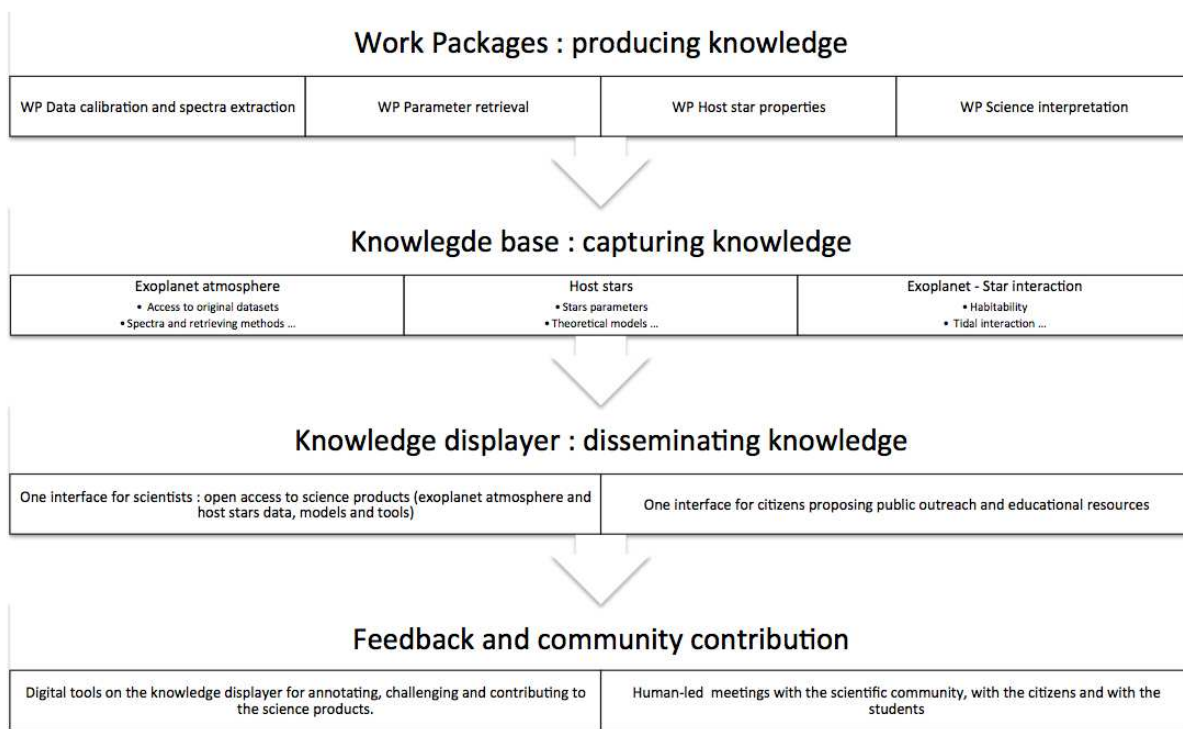 Work Packages : producing knowledge
WP Data calibration and spectra extraction
WP Parameter retrieval
WP Host star properties
WP Science interpretation
Knowlegde base : capturing knowledge
Exoplanet atmosphere
• Access to original datasets
• Spectra and retrieving methods ...
Host stars
• Stars parameters
• Theoretical models ...
Exoplanet - Star interaction
• Habitability
• Tidal interaction ...
Knowledge displayer : disseminating knowledge
One interface for scientists : open access to science products (exoplanet atmosphere and
host stars data, models and tools)
One interface for citizens proposing public outreach and educational resources
Feedback and community contribution
Digital tools on the knowledge displayer for annotating, challenging and contributing to
the science products.
Human-led meetings with the scientific community, with the citizens and with the
students